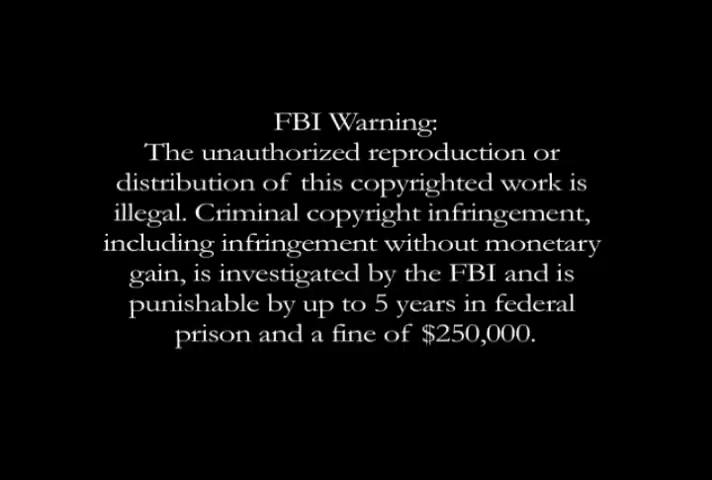 FBI Warning:
The unauthorized reproduction or
distribution of this copyrighted work is
illegal. Criminal copyright infringement,
including infringement without monetary
gain, is investigated by the FBI and is
punishable by up to 5 years in federal
prison and a fine of $250,000.